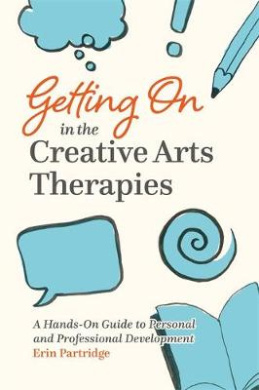 Getting On
in the
Creative Arts
Therapies
A Hands-On Guide to Personal
and Professional Development
Erin Partridge